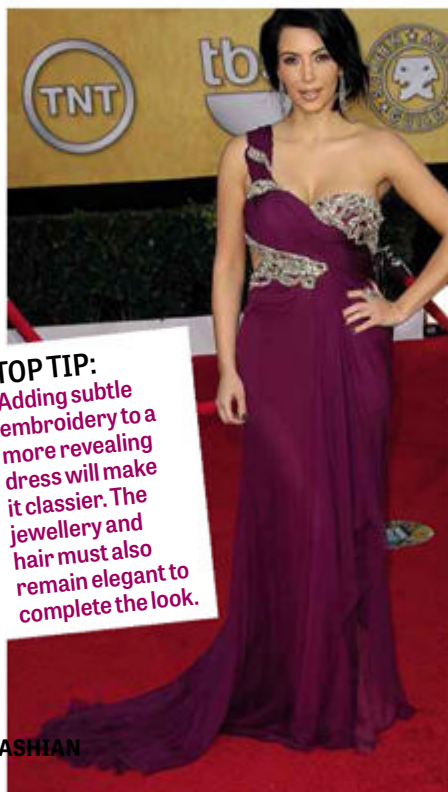 TNT
tb
TOP TIP:
Adding subtle
embroidery to a
more revealing
dress will make
it classier. The
jewellery and
hair must also
remain elegant to
complete the look.
ASHIAN